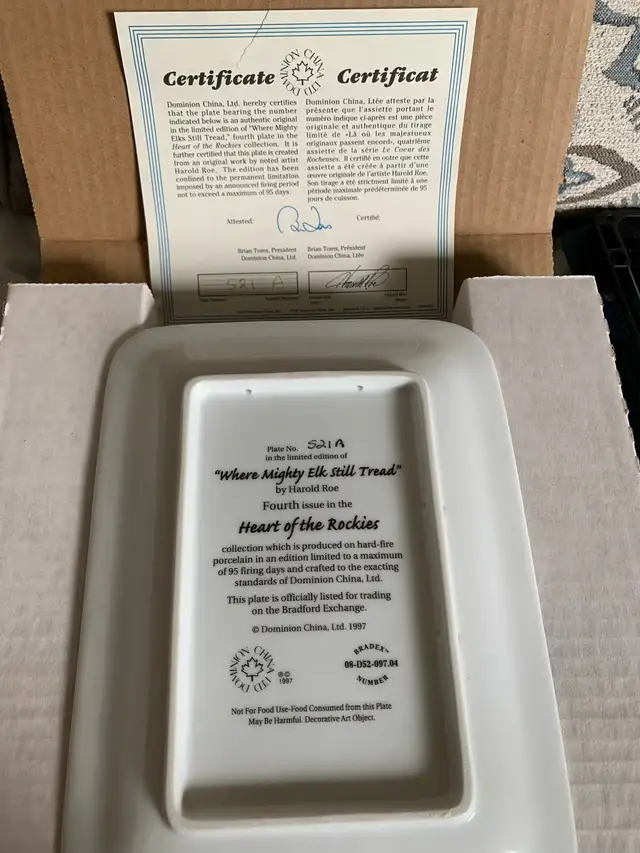 Certificate
DOMINION CHINA LTD
Certificat
Dominion China, Ltd. hereby certifies
that the plate bearing the number
indicated below is an authentic original
in the limited edition of "Where Mighty
Elks Still Tread," fourth plate in the
Heart of the Rockies collection. It is
further certified that this plate is created
from an original work by noted artist
Harold Roe. The edition has been
confined to the permanent limitation
imposed by an announced firing period
not to exceed a maximum of 95 days.
Dominion China, Ltée atteste par la
présente que l'assiette portant le
numéro indique ci-après est une pièce
originale et authentique du tirage
limité de «Là où les majestueux
originaux passent encore», quatrième
assiette de la série Le Coeur des
Rocheuses. Il certifié en outre que cette
assiette a été créée à partir d'une
œuvre originale de l'artiste Harold Roe.
Son tirage a été strictment limité à une
période maximale prédéterminée de 95
jours de cuisson.
Attested:
Certifié:
Brian Toms, President
Dominion China, Ltd.
Brian Toms, Président
Dominion China, Ltée
521 A
Plate No. 521A
in the limited edition of
"Where Mighty Elk Still Tread"
by Harold Roe
Fourth issue in the
Heart of the Rockies
collection which is produced on hard-fire
porcelain in an edition limited to a maximum
of 95 firing days and crafted to the exacting
standards of Dominion China, Ltd.
This plate is officially listed for trading
on the Bradford Exchange.
© Dominion China, Ltd. 1997
DOMINION CHINA LTD
®©
1997
BRADEX™
08-D52-097.04
NUMBER
Not For Food Use-Food Consumed from this Plate
May Be Harmful. Decorative Art Object.